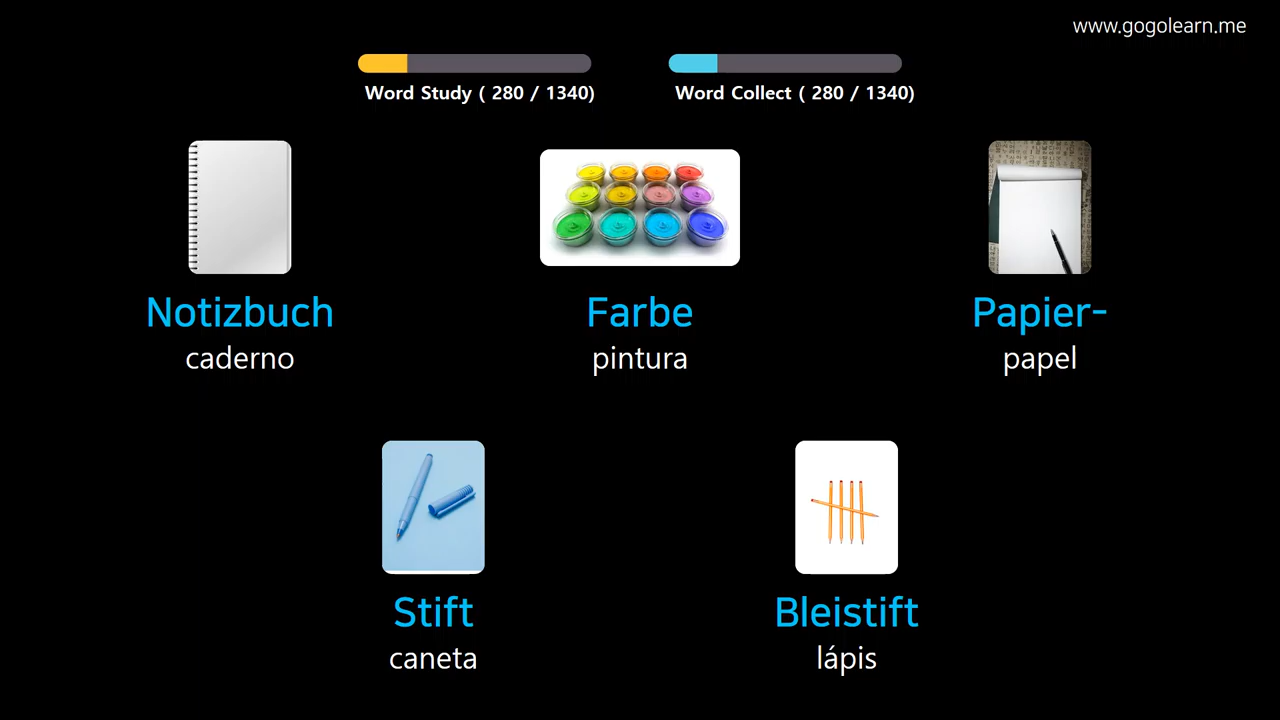 www.gogolearn.me
Word Study ( 280 / 1340)
Word Collect ( 280 / 1340)
Notizbuch
caderno
Farbe
pintura
Papier-
papel
Stift
caneta
Bleistift
lápis